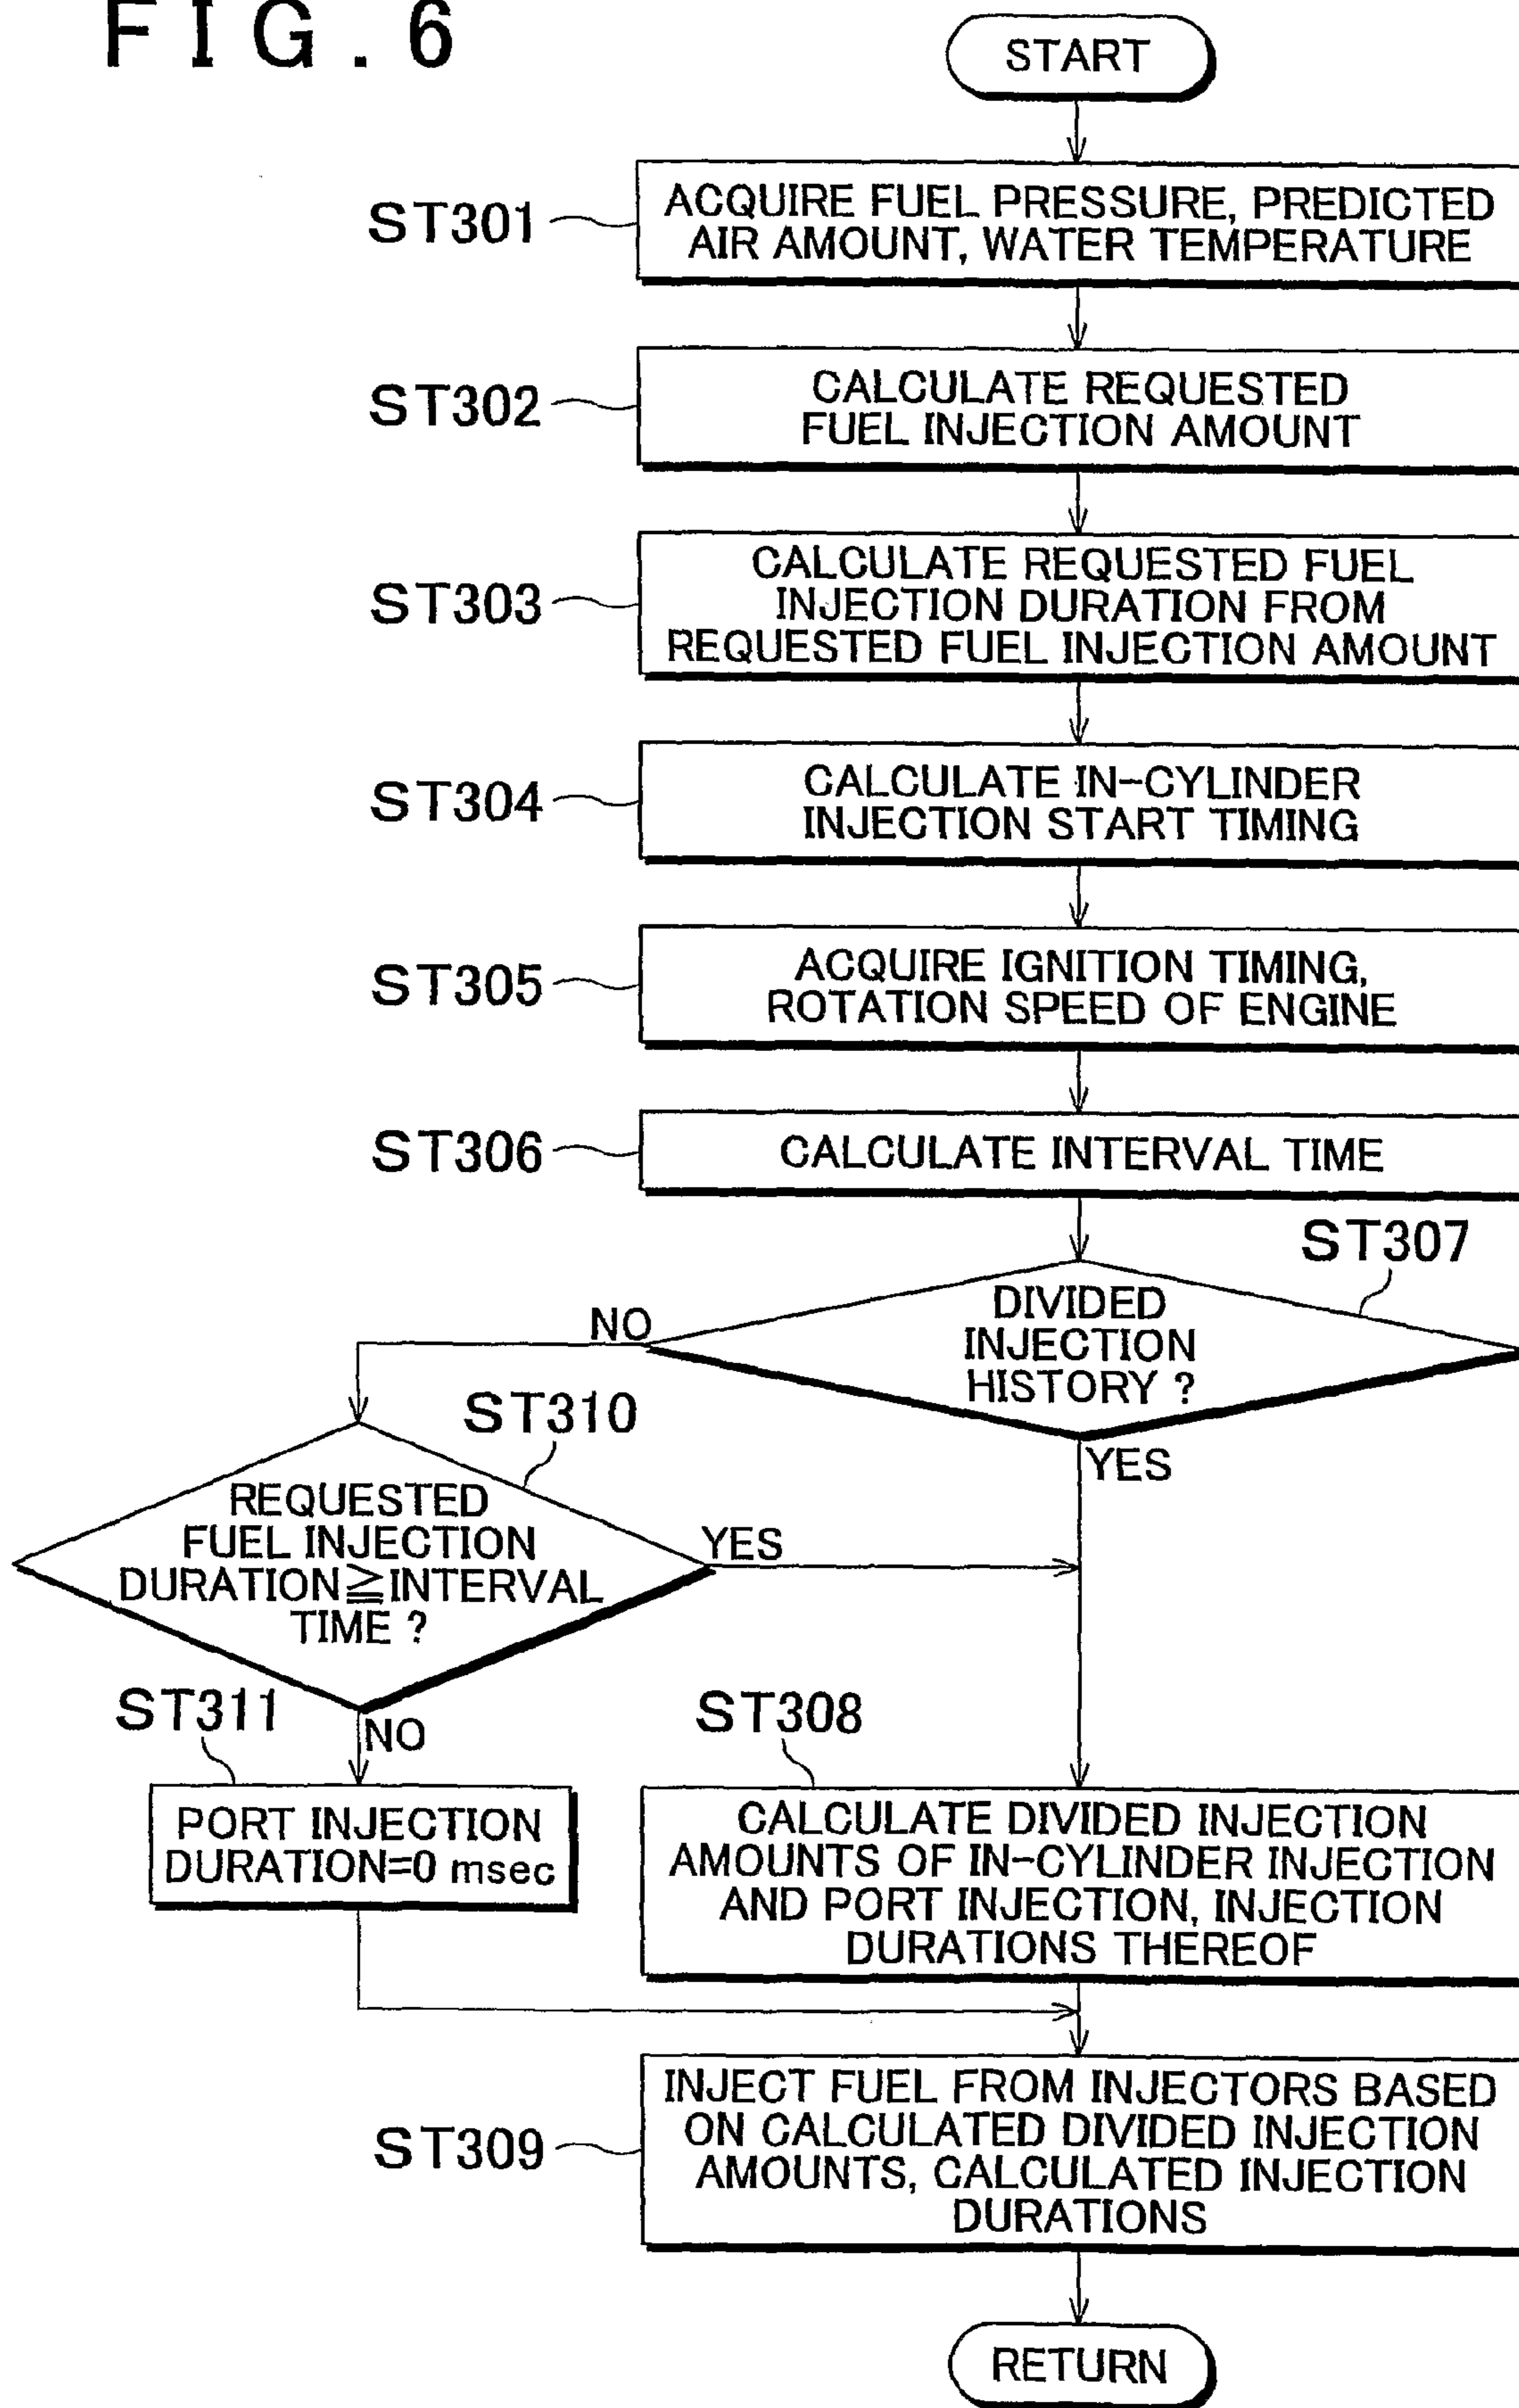 FIG.6
START
ST301
ACQUIRE FUEL PRESSURE, PREDICTED
AIR AMOUNT, WATER TEMPERATURE
ST302
CALCULATE REQUESTED
FUEL INJECTION AMOUNT
ST303
CALCULATE REQUESTED FUEL
INJECTION DURATION FROM
REQUESTED FUEL INJECTION AMOUNT
ST304
CALCULATE IN-CYLINDER
INJECTION START TIMING
ST305
ACQUIRE IGNITION TIMING,
ROTATION SPEED OF ENGINE
ST306
CALCULATE INTERVAL TIME
ST307
DIVIDED
INJECTION
HISTORY ?
NO
YES
ST310
REQUESTED
FUEL INJECTION
DURATION≧INTERVAL
TIME ?
YES
NO
ST311
PORT INJECTION
DURATION=0 msec
ST308
CALCULATE DIVIDED INJECTION
AMOUNTS OF IN-CYLINDER INJECTION
AND PORT INJECTION, INJECTION
DURATIONS THEREOF
ST309
INJECT FUEL FROM INJECTORS BASED
ON CALCULATED DIVIDED INJECTION
AMOUNTS, CALCULATED INJECTION
DURATIONS
RETURN